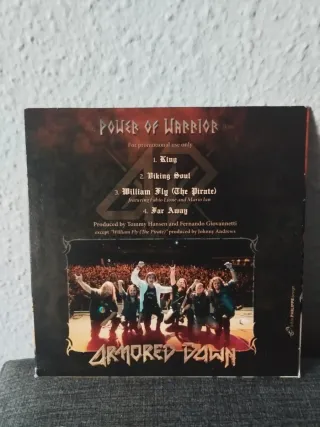 POWER OF WARRIOR
For promotional use only
1. King
2. Viking Soul
3. William Fly (The Pirate)
featuring Fabio Lione and Mario Ian
4. Far Away
Produced by Tommy Hansen and Fernando Giovannetti
except "William Fly (The Pirate)" produced by Johnny Andrews
ARMORED DAWN